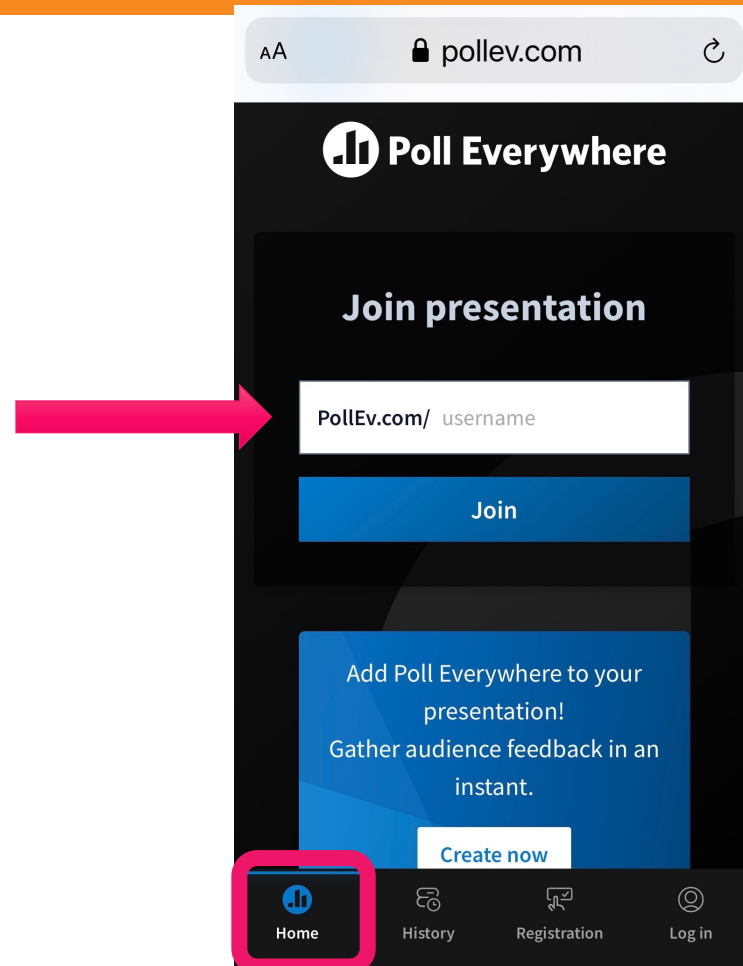 AA pollev.com
Poll Everywhere
Join presentation
PollEv.com/ username
Join
Add Poll Everywhere to your
presentation!
Gather audience feedback in an
instant.
Create now
Home History Registration Log in